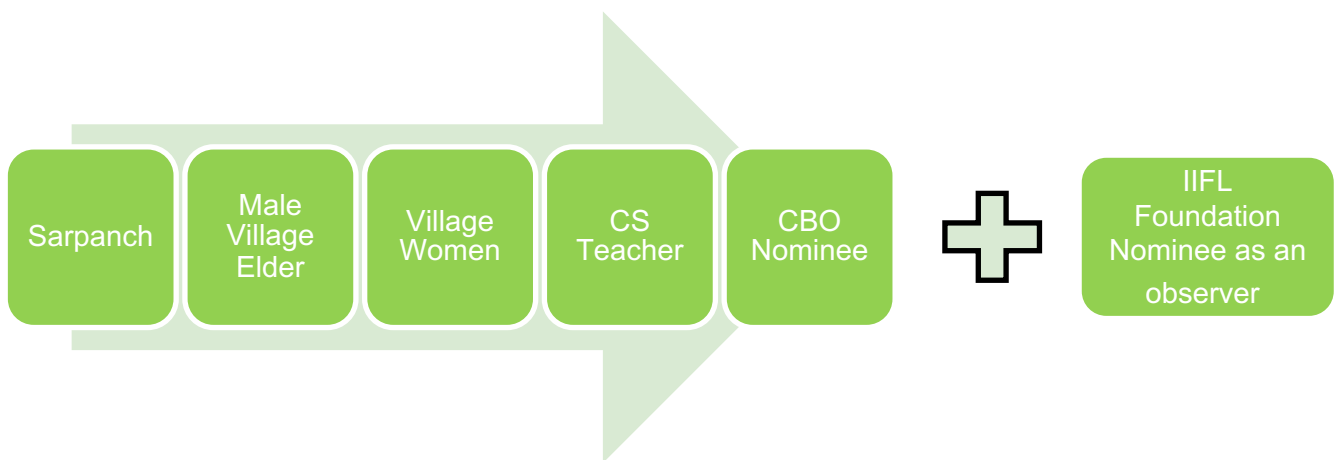 Sarpanch
Male
Village
Elder
Village
Women
CS
Teacher
CBO
Nominee
IIFL
Foundation
Nominee as an
observer